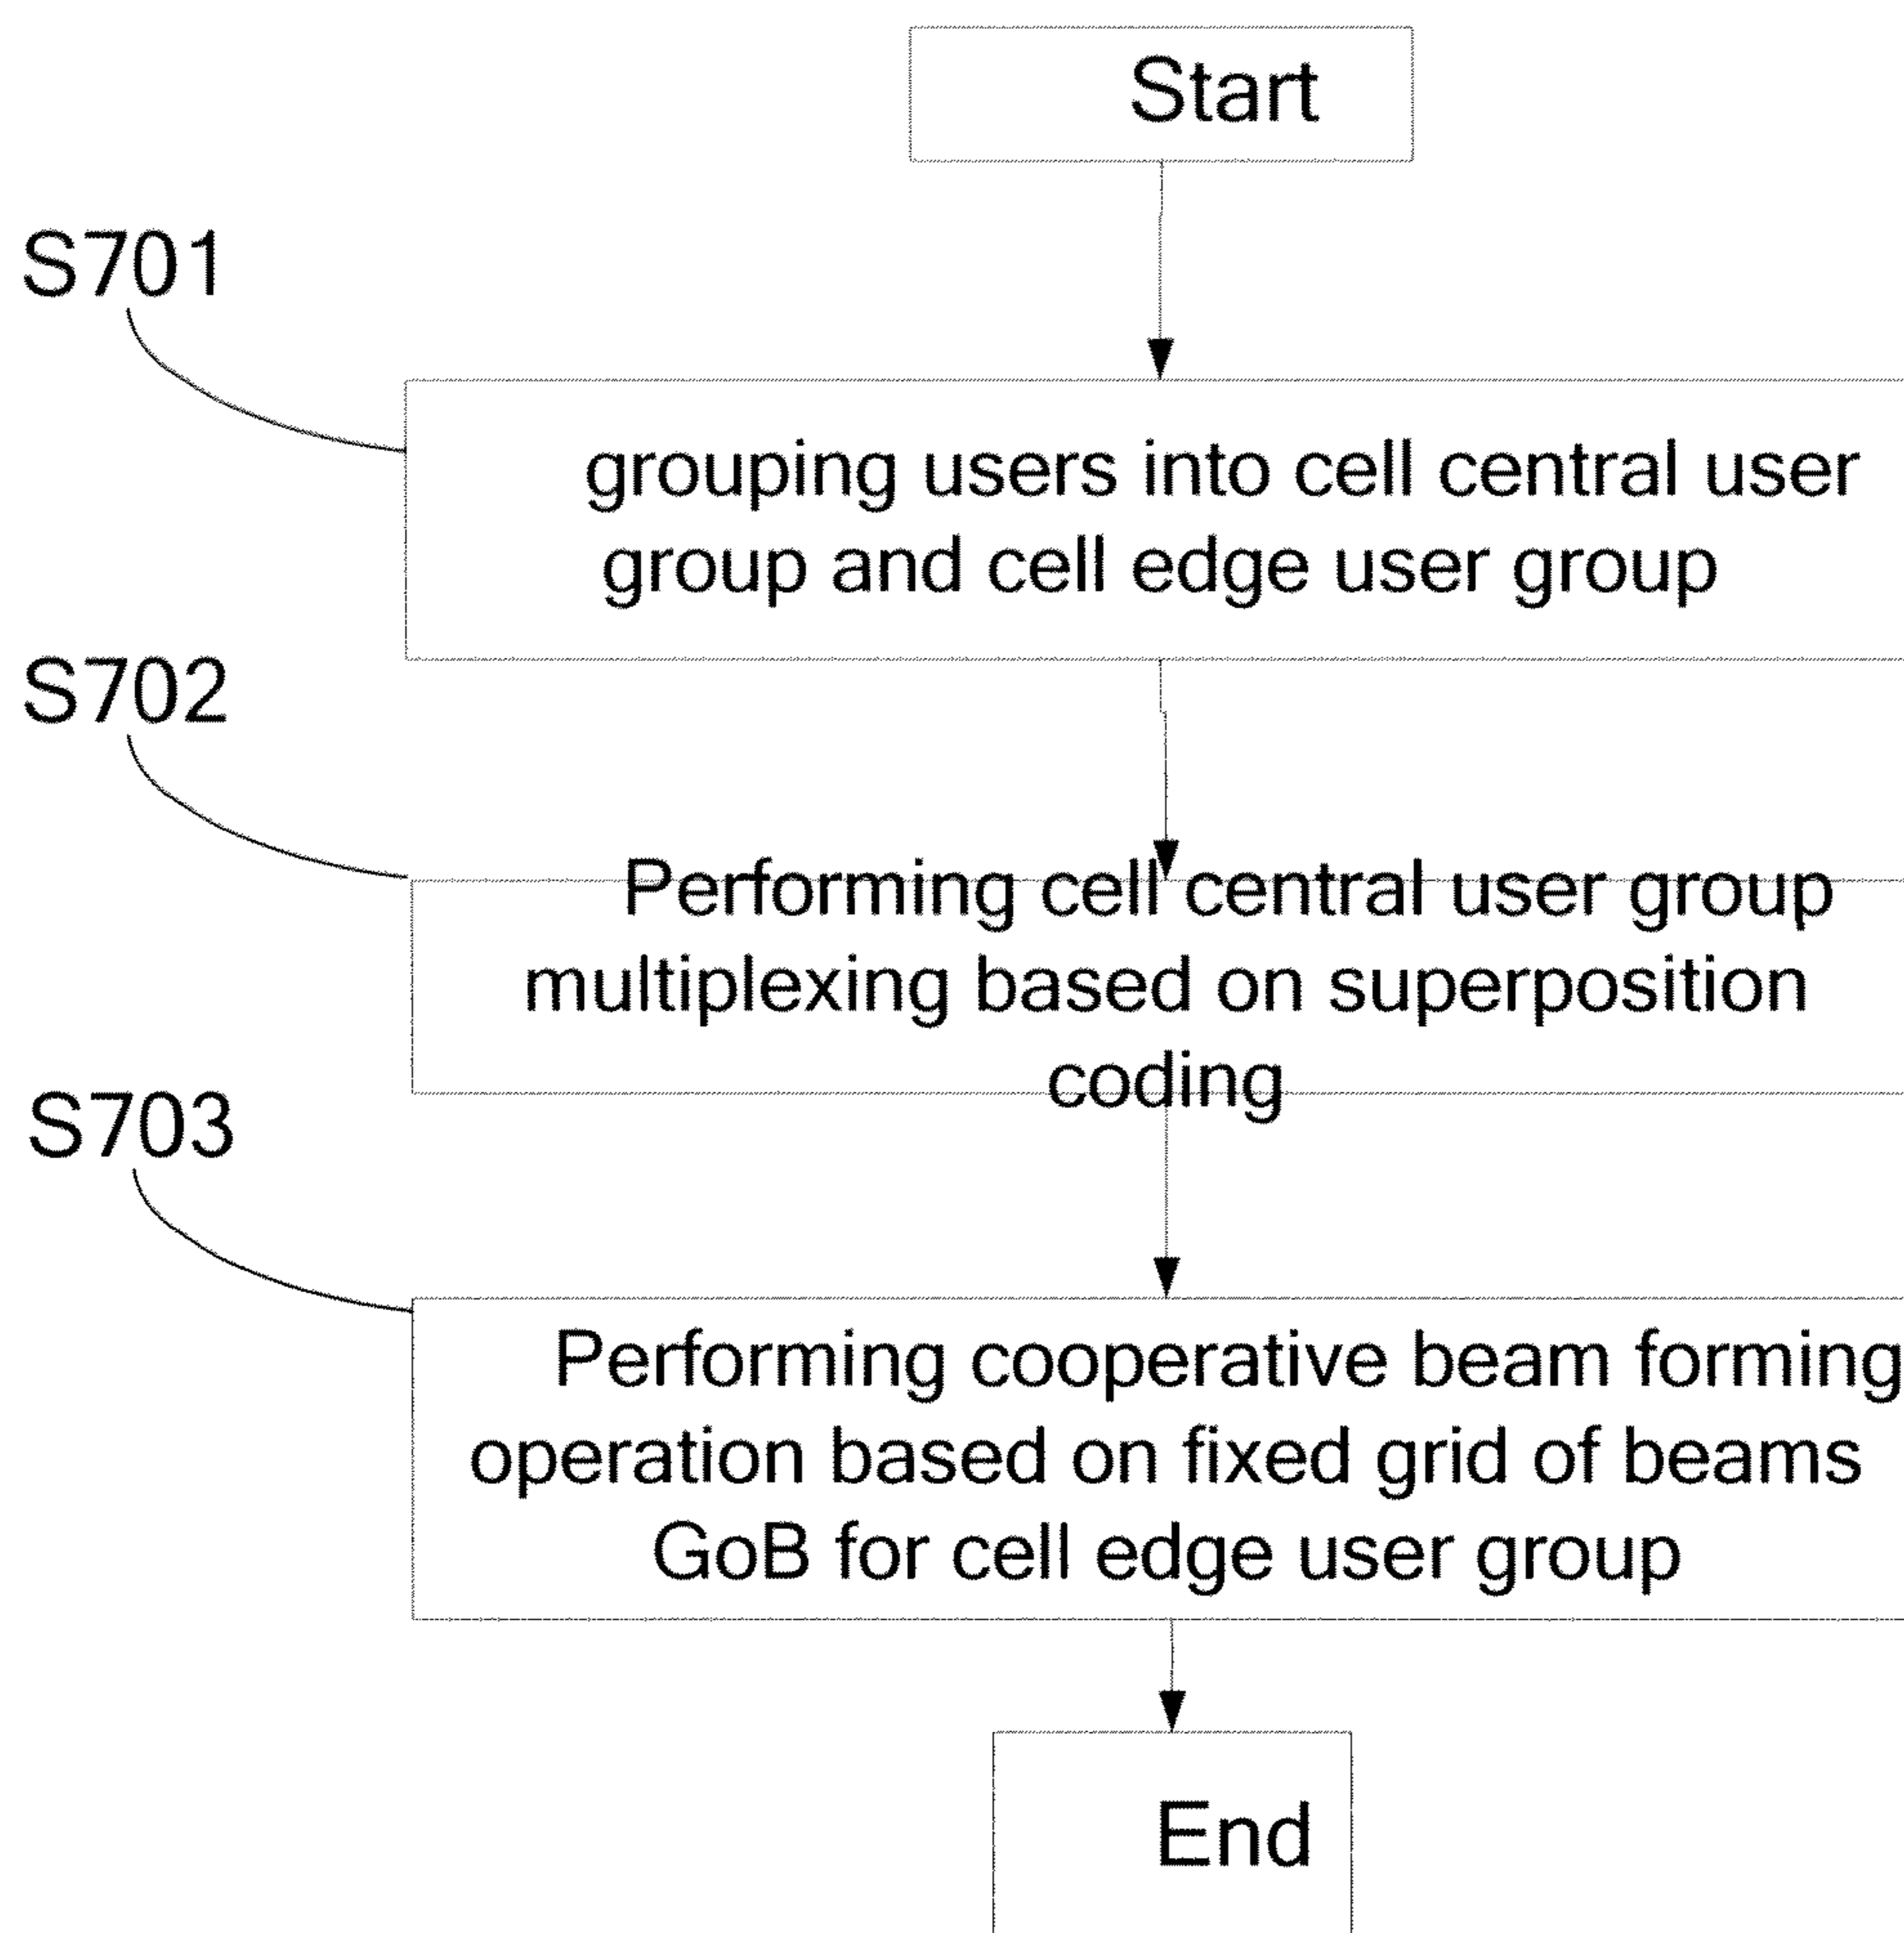 Start
S701
grouping users into cell central user
group and cell edge user group
S702
Performing cell central user group
multiplexing based on superposition
coding
S703
Performing cooperative beam forming
operation based on fixed grid of beams
GoB for cell edge user group
End